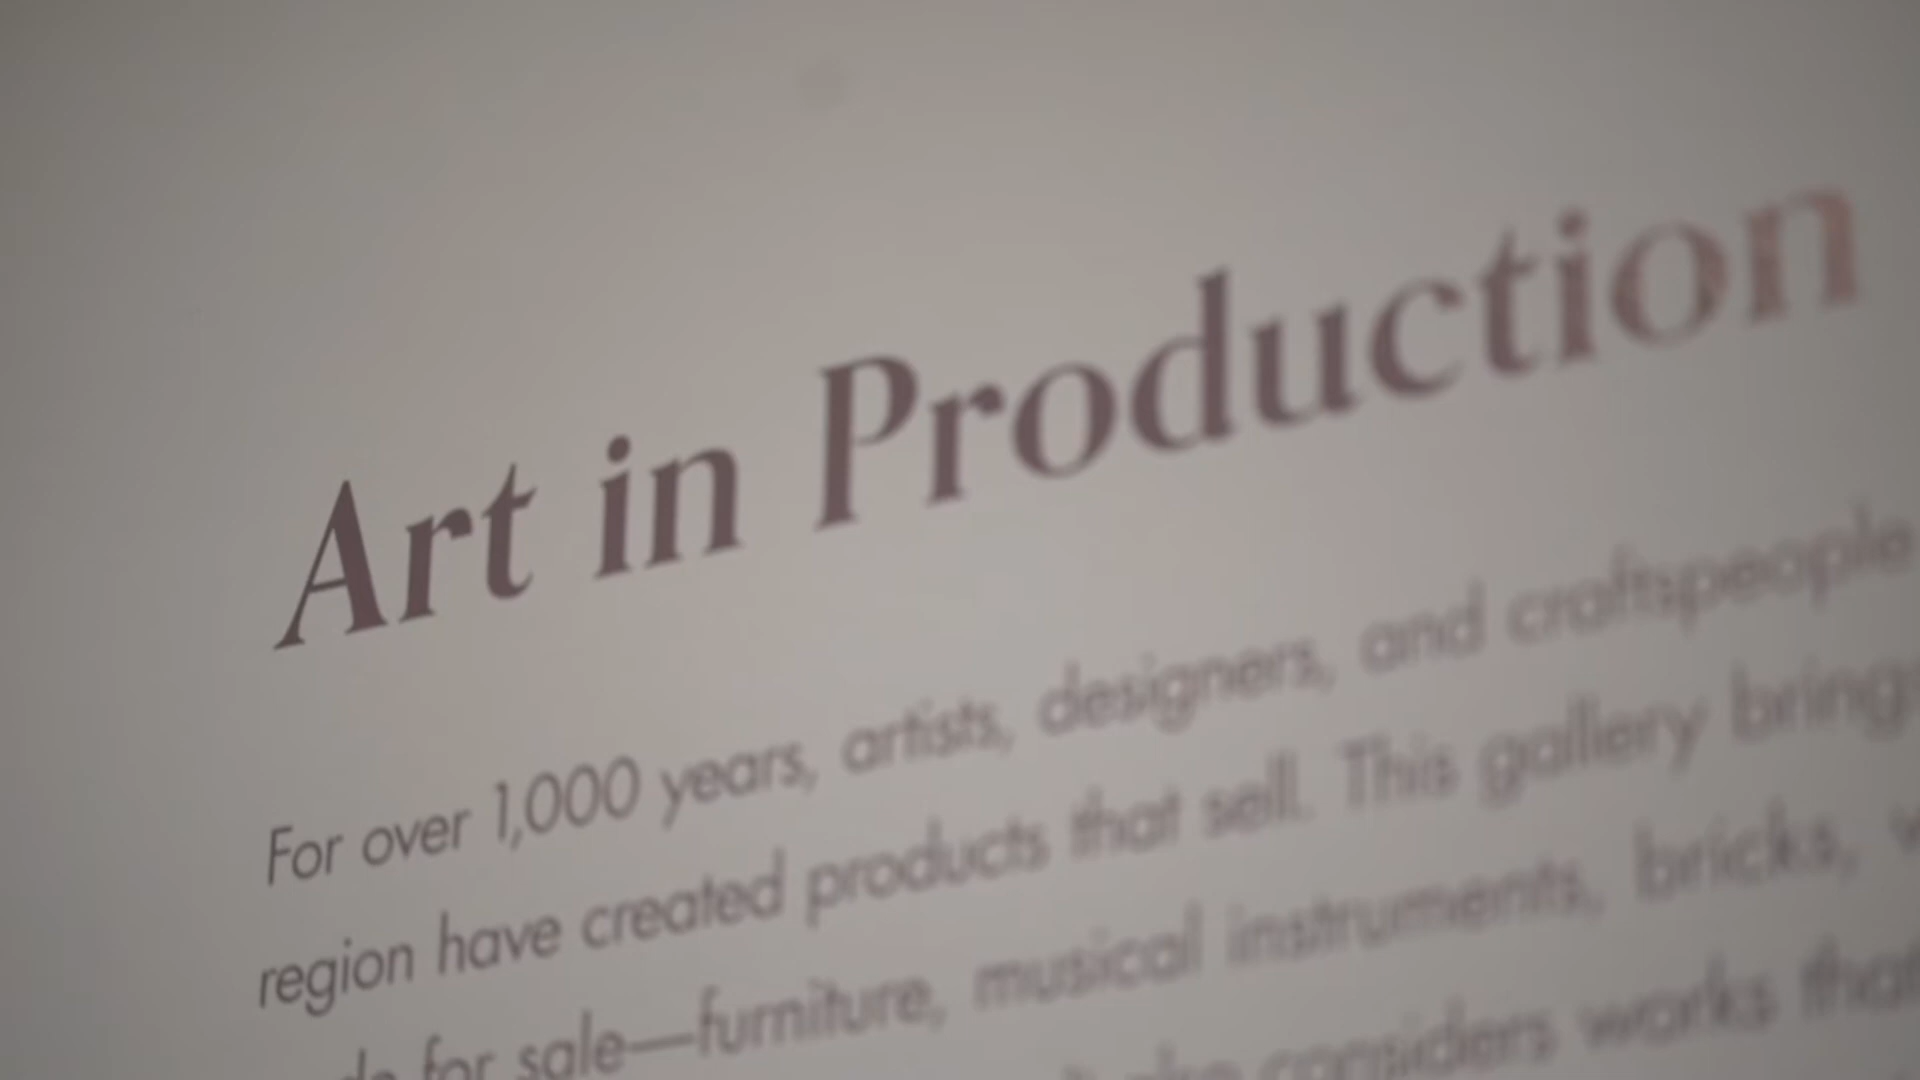 Art in Production
For over 1,000 years, artists, designers, and craftspeople
region have created products that sell. This gallery brings
for sale—furniture, musical instruments, bricks,
considers works that